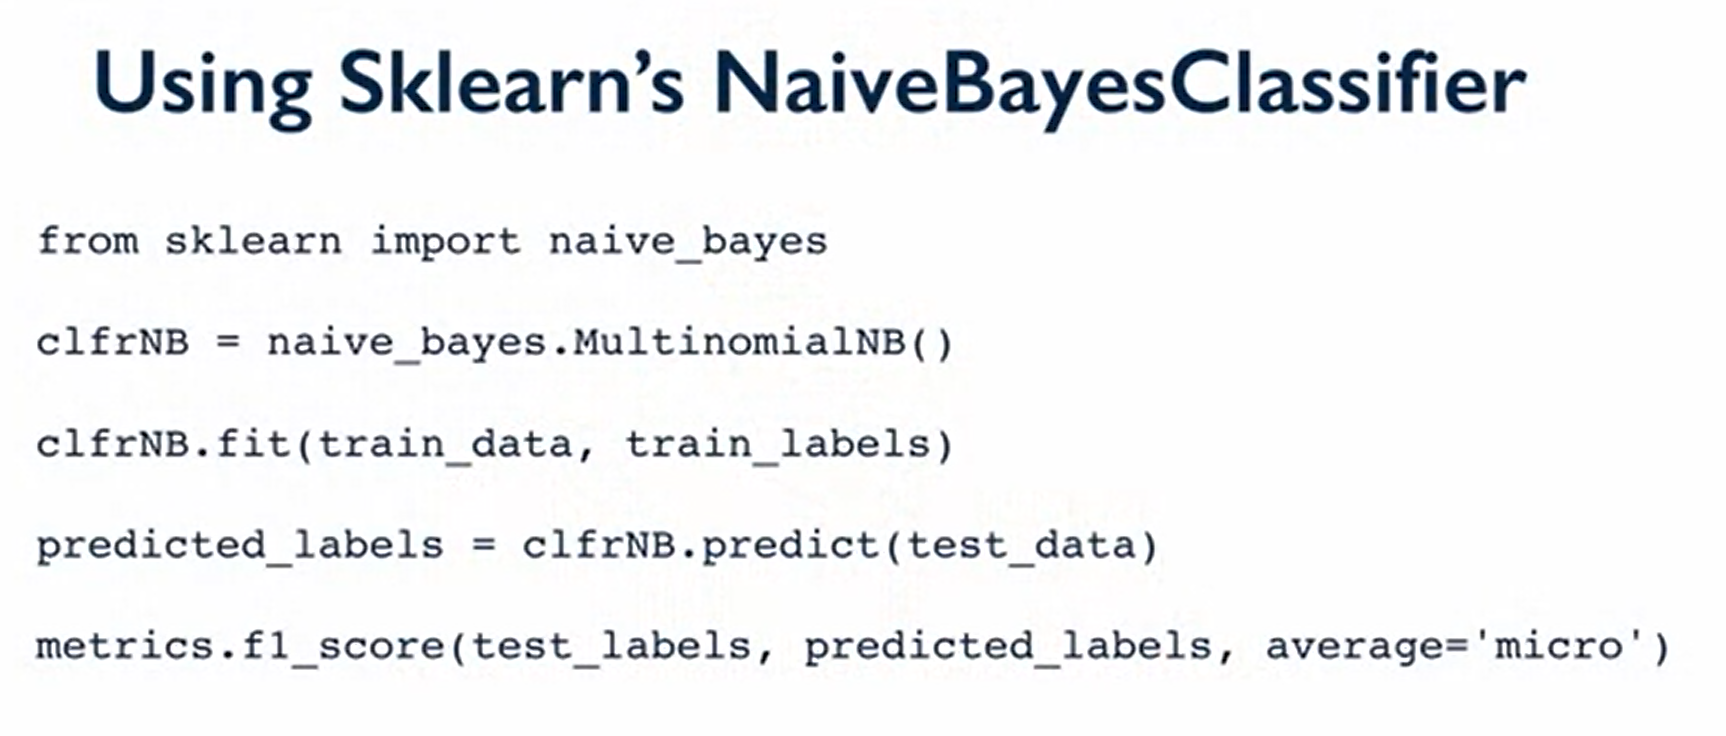 Using Sklearn’s NaiveBayesClassifier
from sklearn import naive_bayes
clfrNB = naive_bayes.MultinomialNB()
clfrNB.fit(train_data, train_labels)
predicted_labels = clfrNB.predict(test_data)
metrics.f1_score(test_labels, predicted_labels, average='micro')